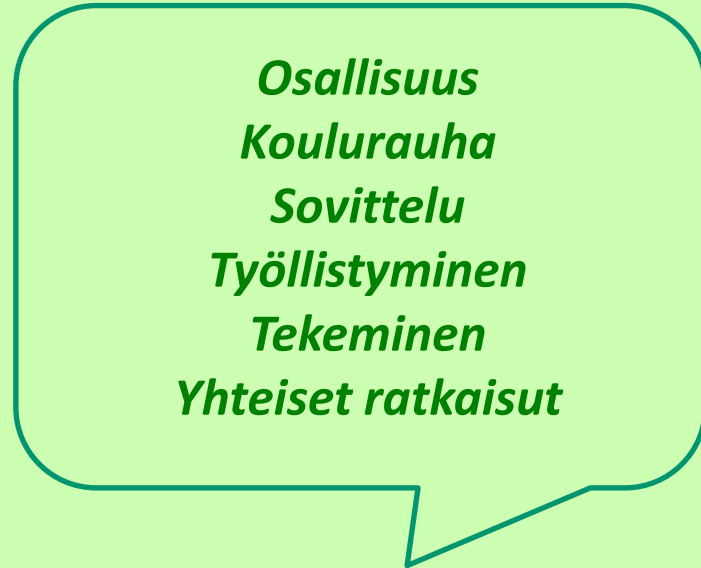 Osallisuus
Koulurauha
Sovittelu
Työllistyminen
Tekeminen
Yhteiset ratkaisut